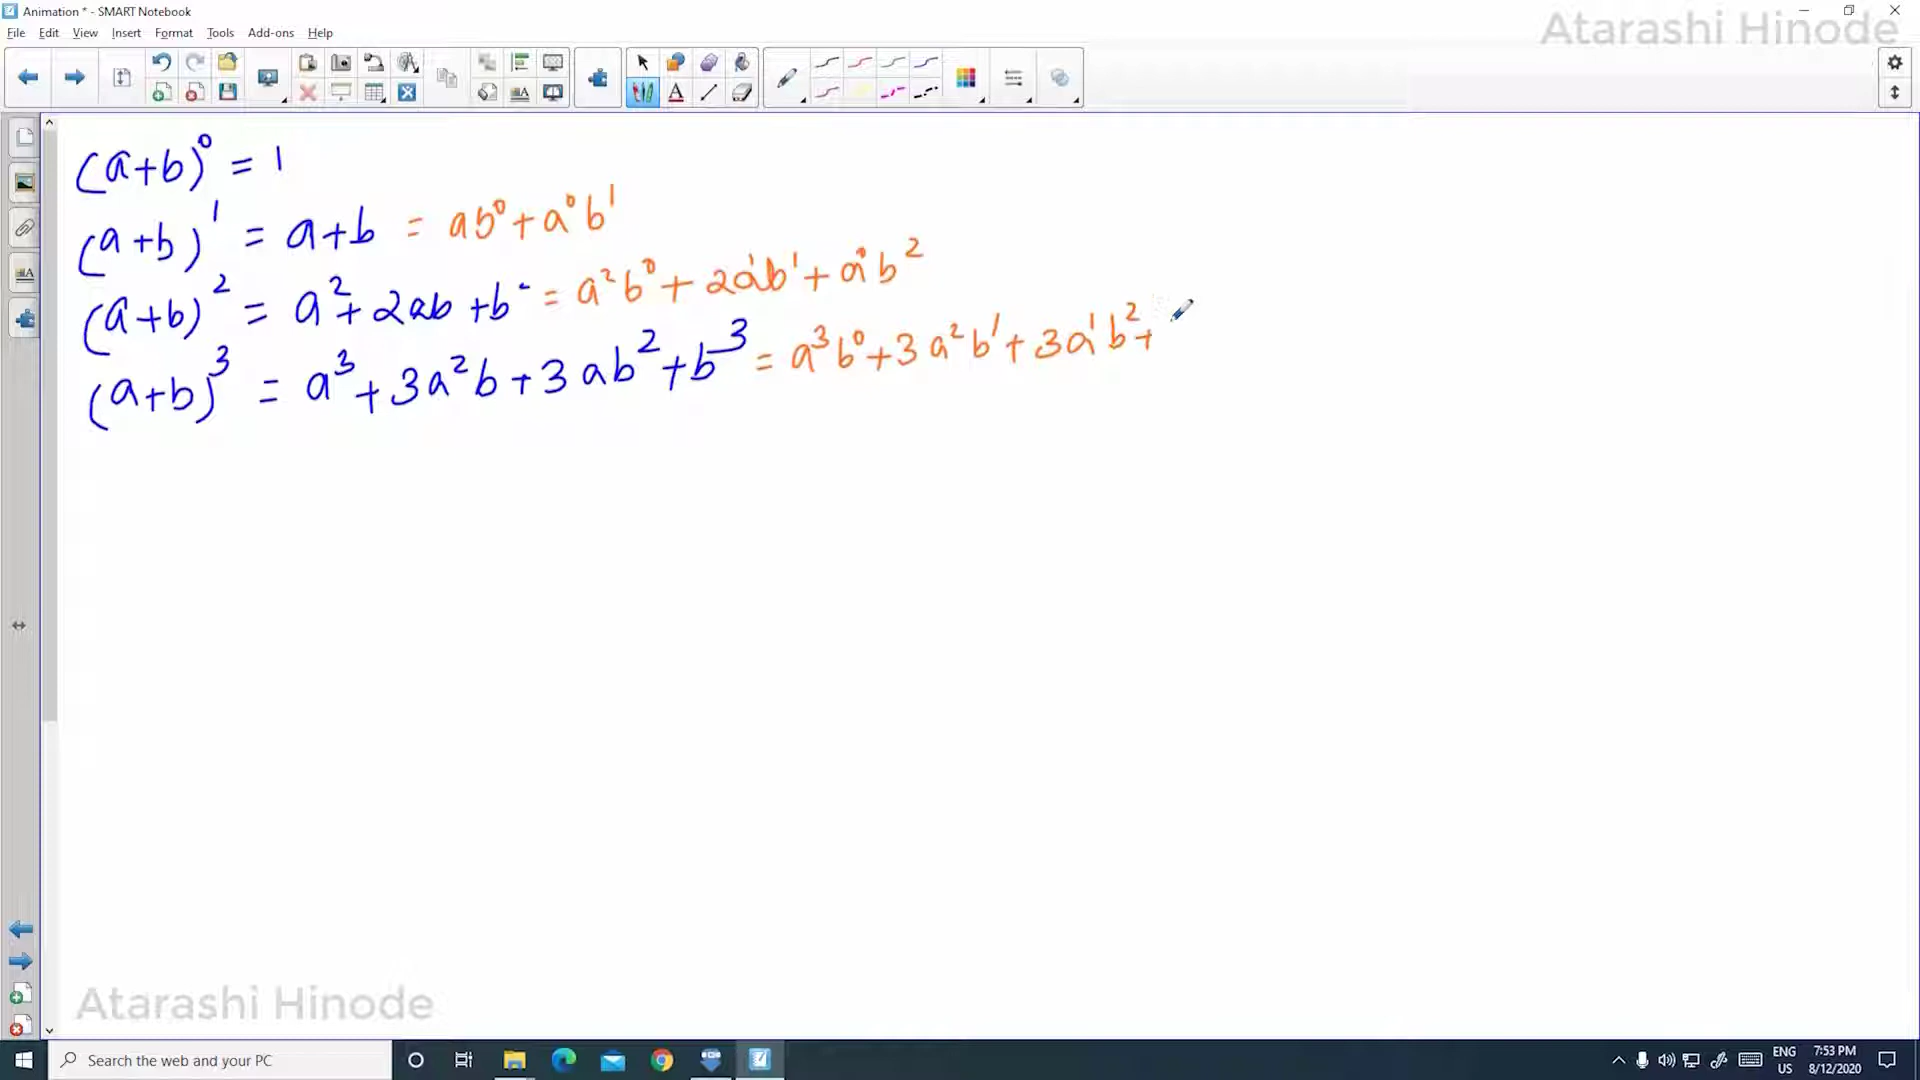 Animation * - SMART Notebook
Atarashi Hinode
File Edit View Insert Format Tools Add-ons Help
(a+b)⁰ = 1
(a+b)¹ = a+b = ab⁰ + a⁰b¹
(a+b)² = a² + 2ab + b² = a²b⁰ + 2a¹b¹ + a⁰b²
(a+b)³ = a³ + 3a²b + 3ab² + b³ = a³b⁰ + 3a²b¹ + 3a¹b² +
Atarashi Hinode
Search the web and your PC
ENG
US
7:53 PM
8/12/2020